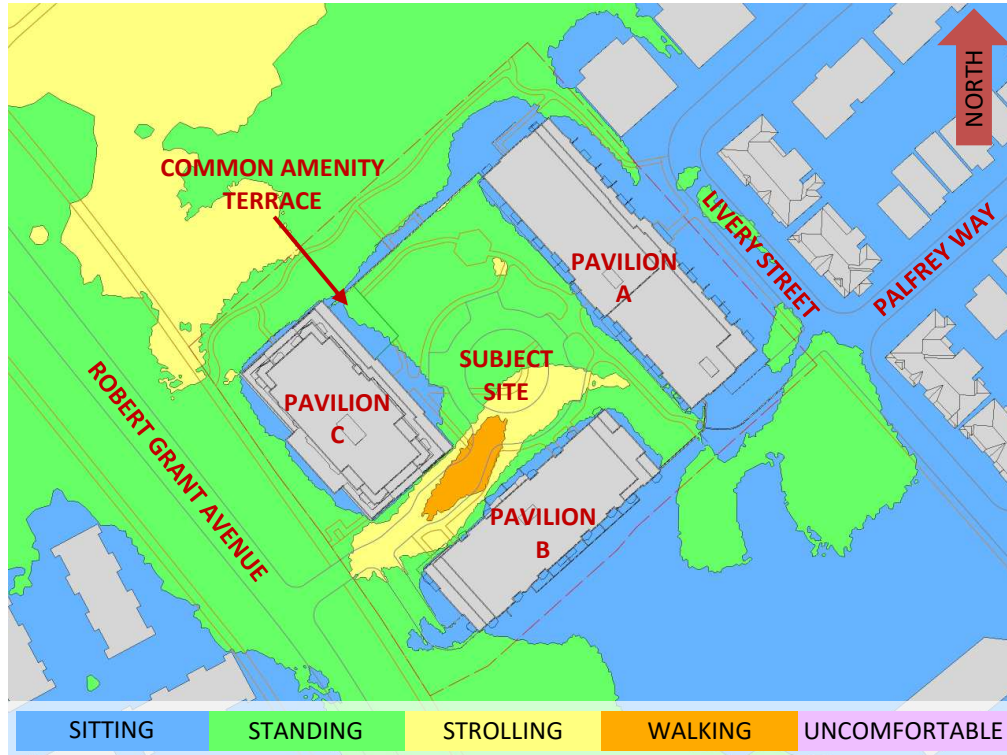 NORTH
COMMON AMENITY
TERRACE
LIVERY STREET
PALFREY WAY
PAVILION
A
SUBJECT
SITE
ROBERT GRANT AVENUE
PAVILION
C
PAVILION
B
SITTING
STANDING
STROLLING
WALKING
UNCOMFORTABLE